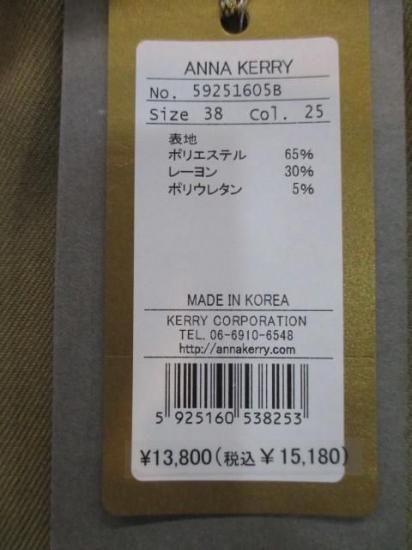 ANNA KERRY
No. 59251605B
Size 38 Col. 25
表地
ポリエステル 65%
レーヨン 30%
ポリウレタン 5%
MADE IN KOREA
KERRY CORPORATION
TEL. 06-6910-6548
http://annakerry.com
5 925160 538253
¥13,800(税込¥15,180)